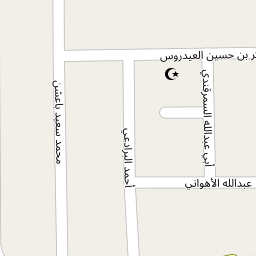 بن حسين العيدروس
محمد سعيد باعشن
أبي عبدالله السمرقندي
أحمد البرادعي
عبدالله الأهواني